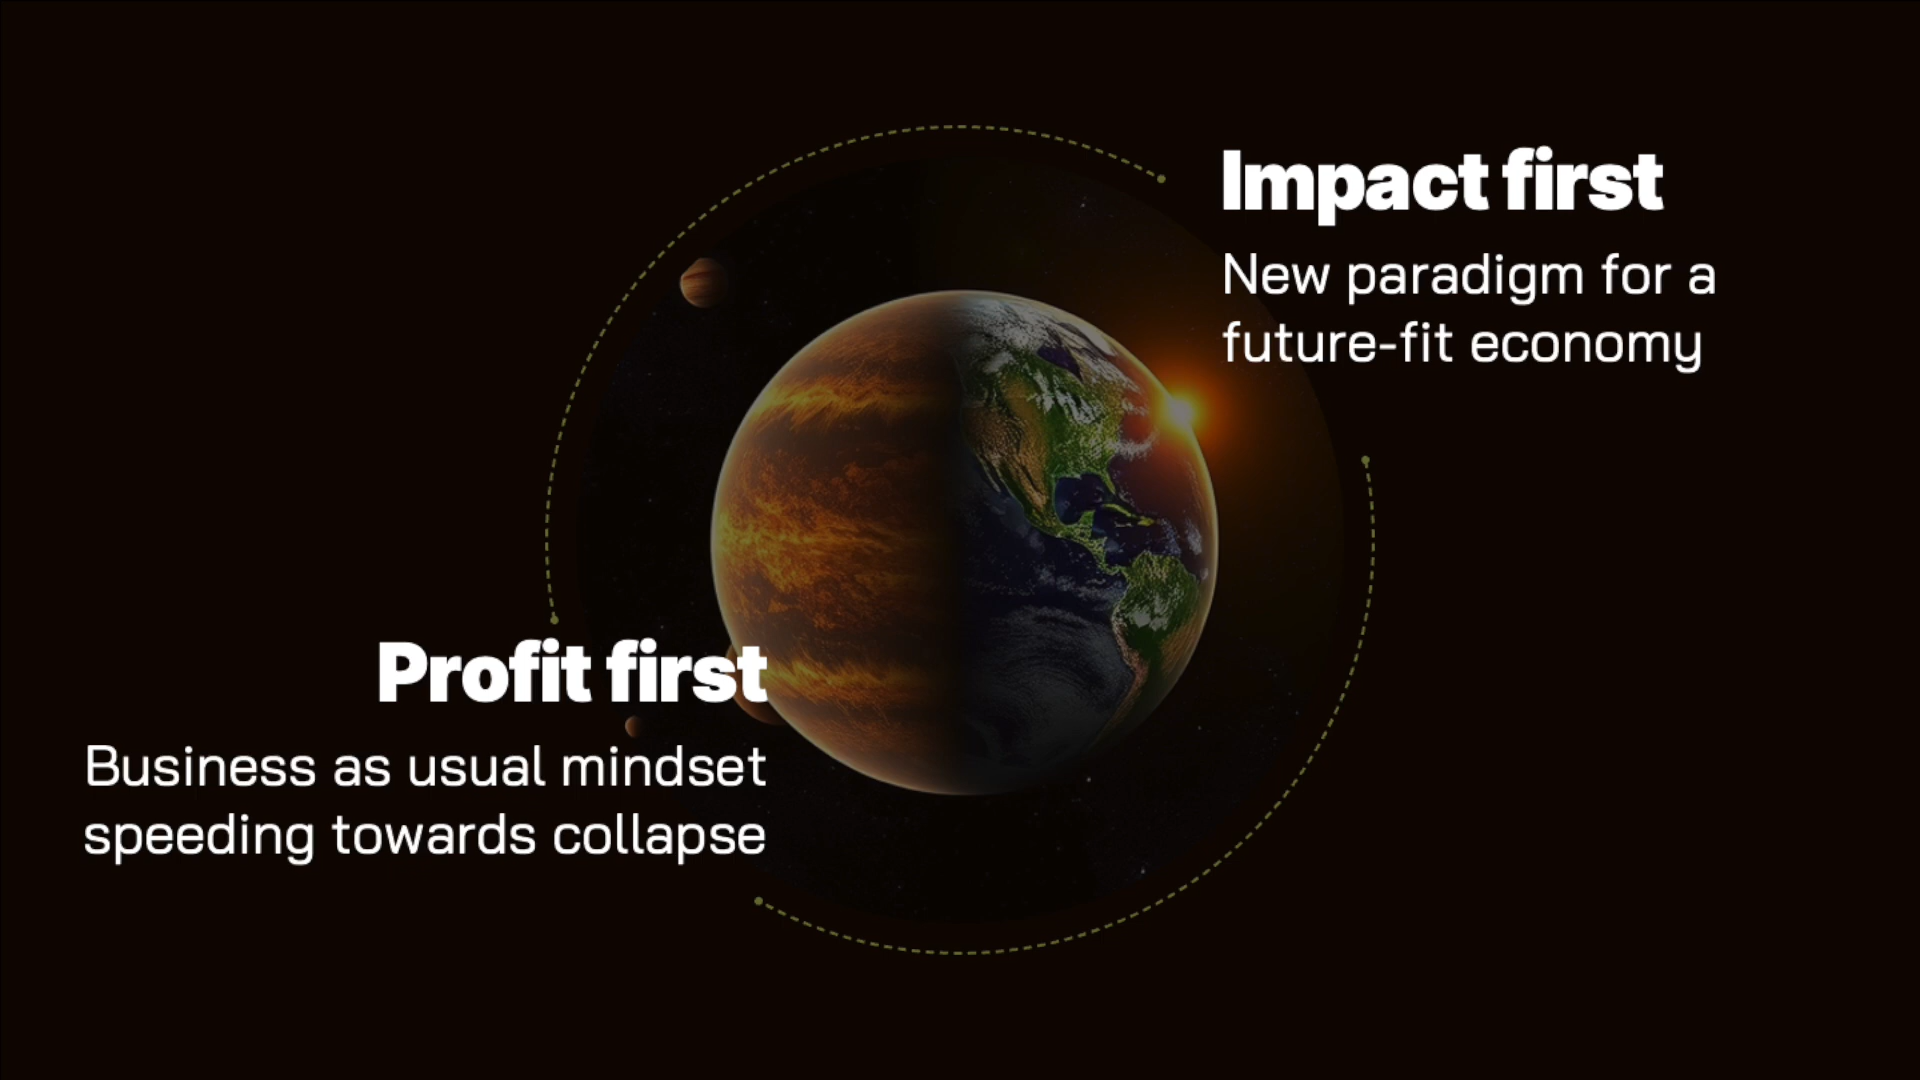 Impact first
New paradigm for a
future-fit economy
Profit first
Business as usual mindset
speeding towards collapse